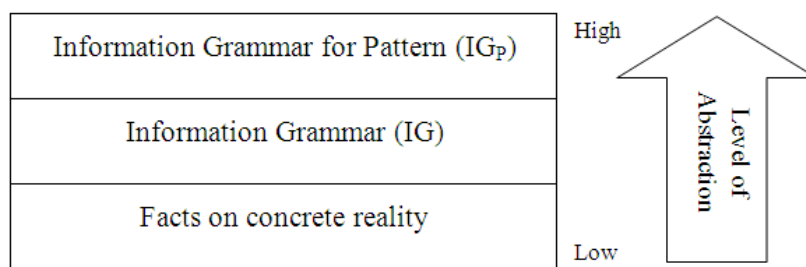 Information Grammar for Pattern (IGP)
High
Information Grammar (IG)
Level of
Abstraction
Facts on concrete reality
Low